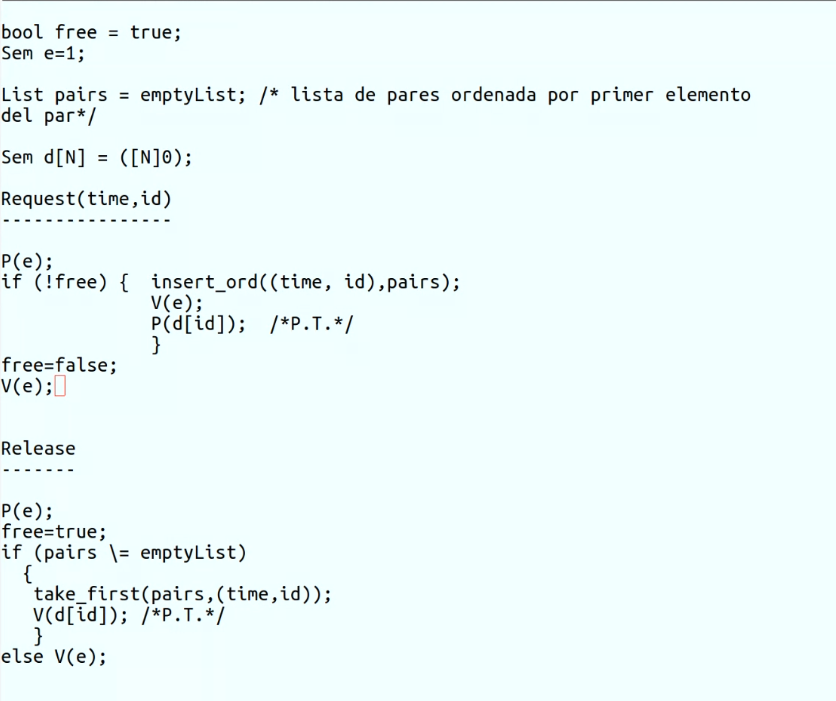 bool free = true;
Sem e=1;
List pairs = emptyList; /* lista de pares ordenada por primer elemento
del par*/
Sem d[N] = ([N]0);
Request(time,id)
----------------
P(e);
if (!free) {  insert_ord((time, id),pairs);
V(e);
P(d[id]);  /*P.T.*/
}
free=false;
V(e);
Release
-------
P(e);
free=true;
if (pairs \= emptyList)
{
take_first(pairs,(time,id));
V(d[id]); /*P.T.*/
}
else V(e);